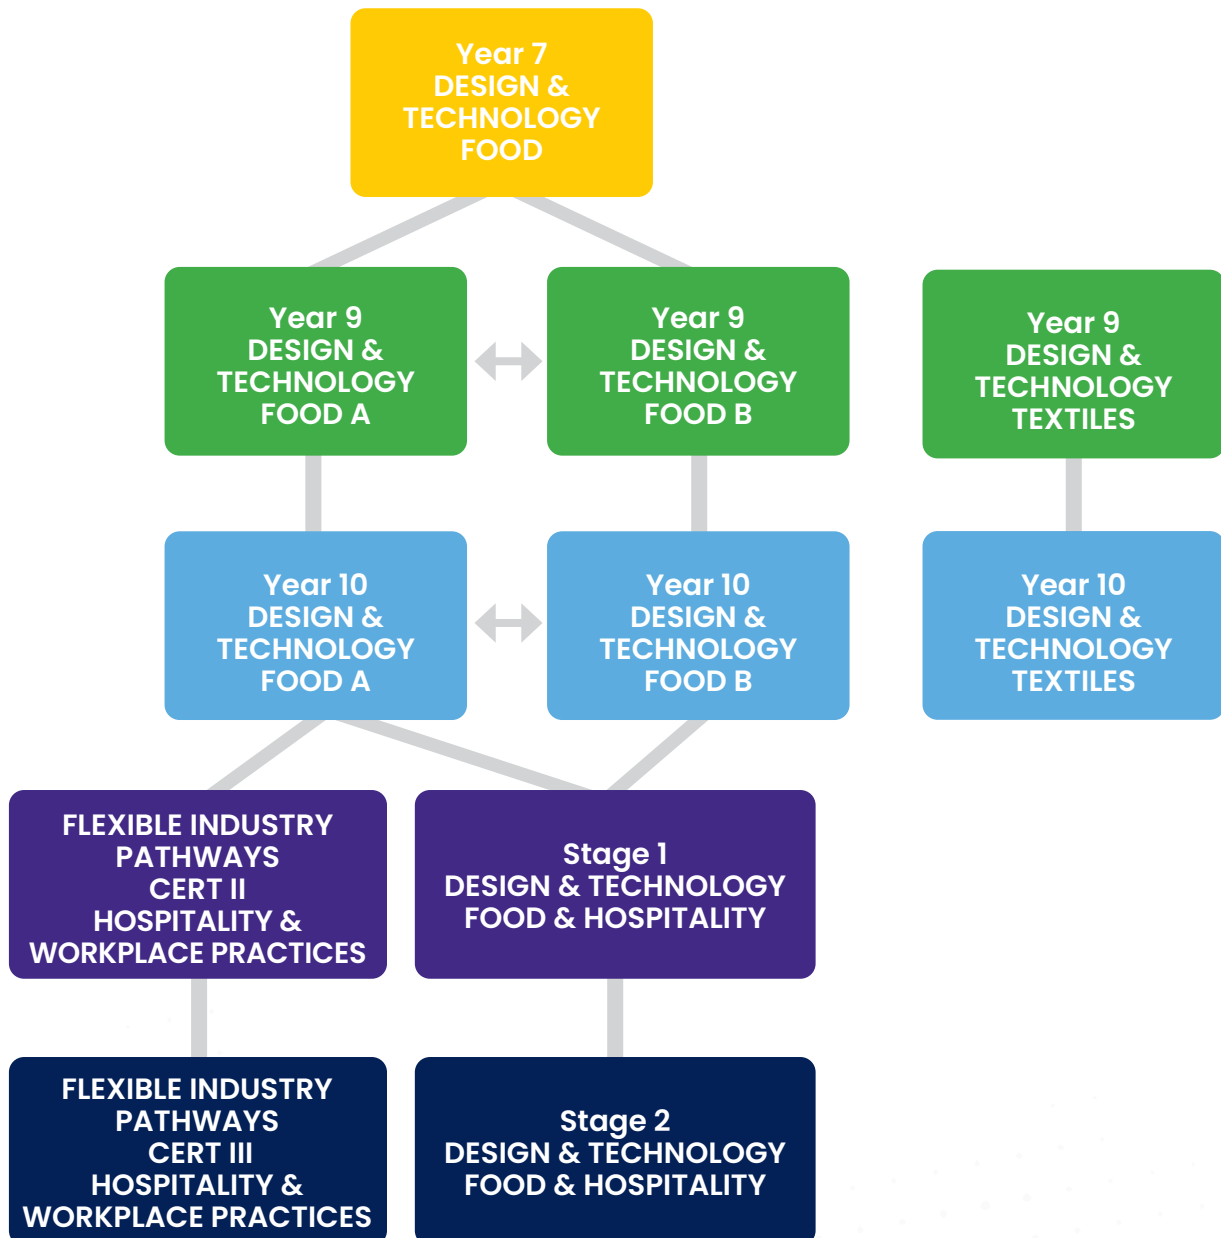 Year 7
DESIGN &
TECHNOLOGY
FOOD
Year 9
DESIGN &
TECHNOLOGY
FOOD A
Year 9
DESIGN &
TECHNOLOGY
FOOD B
Year 9
DESIGN &
TECHNOLOGY
TEXTILES
Year 10
DESIGN &
TECHNOLOGY
FOOD A
Year 10
DESIGN &
TECHNOLOGY
FOOD B
Year 10
DESIGN &
TECHNOLOGY
TEXTILES
FLEXIBLE INDUSTRY
PATHWAYS
CERT II
HOSPITALITY &
WORKPLACE PRACTICES
Stage 1
DESIGN & TECHNOLOGY
FOOD & HOSPITALITY
FLEXIBLE INDUSTRY
PATHWAYS
CERT III
HOSPITALITY &
WORKPLACE PRACTICES
Stage 2
DESIGN & TECHNOLOGY
FOOD & HOSPITALITY